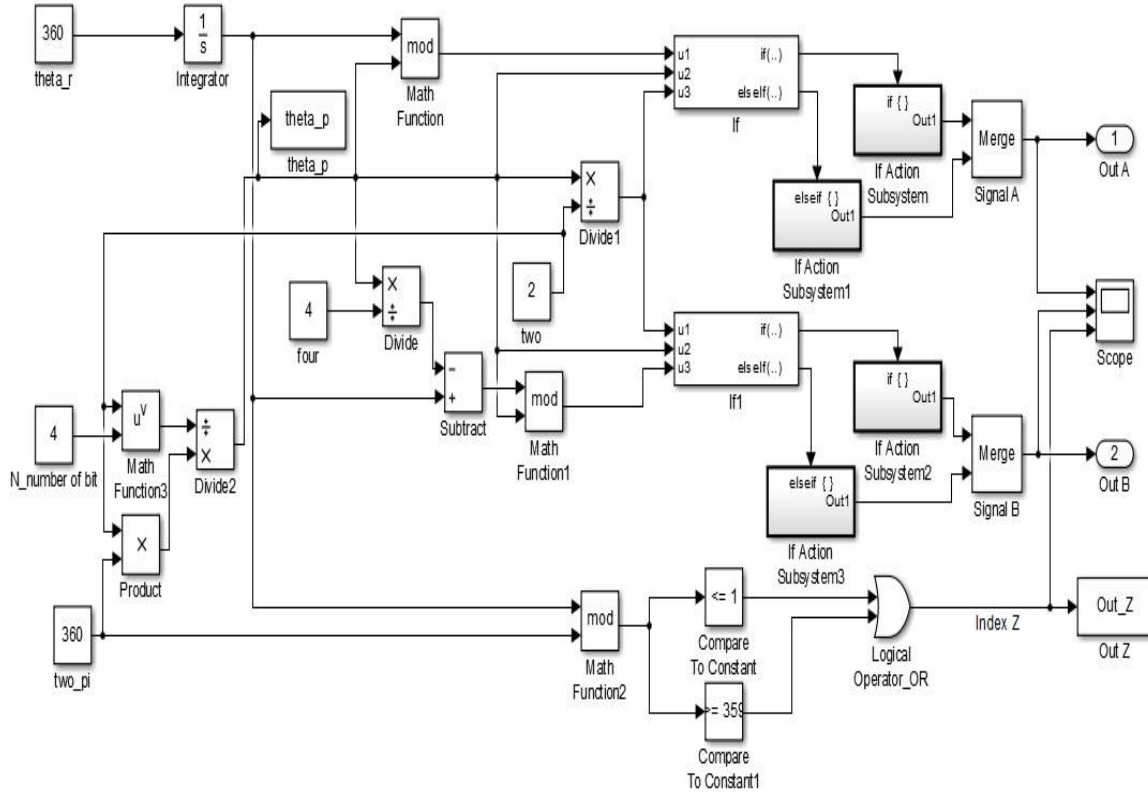 360
theta_r
1
s
Integrator
mod
Math
Function
theta_p
theta_p
u1
u2
u3
if(..)
elseif(..)
If
if { }
Out1
If Action
Subsystem
elseif { }
Out1
If Action
Subsystem1
Merge
Signal A
1
Out A
×
÷
Divide1
2
two
4
four
×
÷
Divide
−
+
Subtract
mod
Math
Function1
u1
u2
u3
if(..)
elseif(..)
If1
if { }
Out1
If Action
Subsystem2
elseif { }
Out1
If Action
Subsystem3
Merge
Signal B
Scope
2
Out B
4
N_number of bit
u^v
Math
Function3
÷
×
Divide2
×
Product
360
two_pi
mod
Math
Function2
<= 1
Compare
To Constant
>= 359
Compare
To Constant1
Logical
Operator_OR
Index Z
Out_Z
Out Z